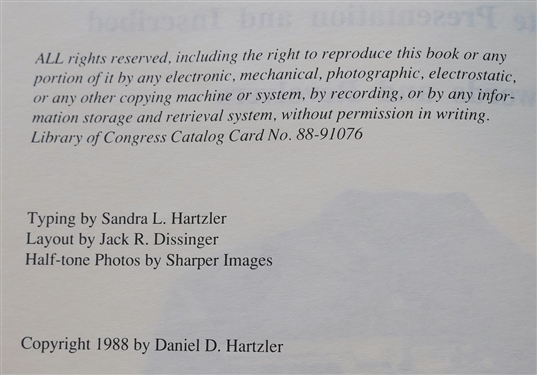 ALL rights reserved, including the right to reproduce this book or any
portion of it by any electronic, mechanical, photographic, electrostatic,
or any other copying machine or system, by recording, or by any infor-
mation storage and retrieval system, without permission in writing.
Library of Congress Catalog Card No. 88-91076
Typing by Sandra L. Hartzler
Layout by Jack R. Dissinger
Half-tone Photos by Sharper Images
Copyright 1988 by Daniel D. Hartzler